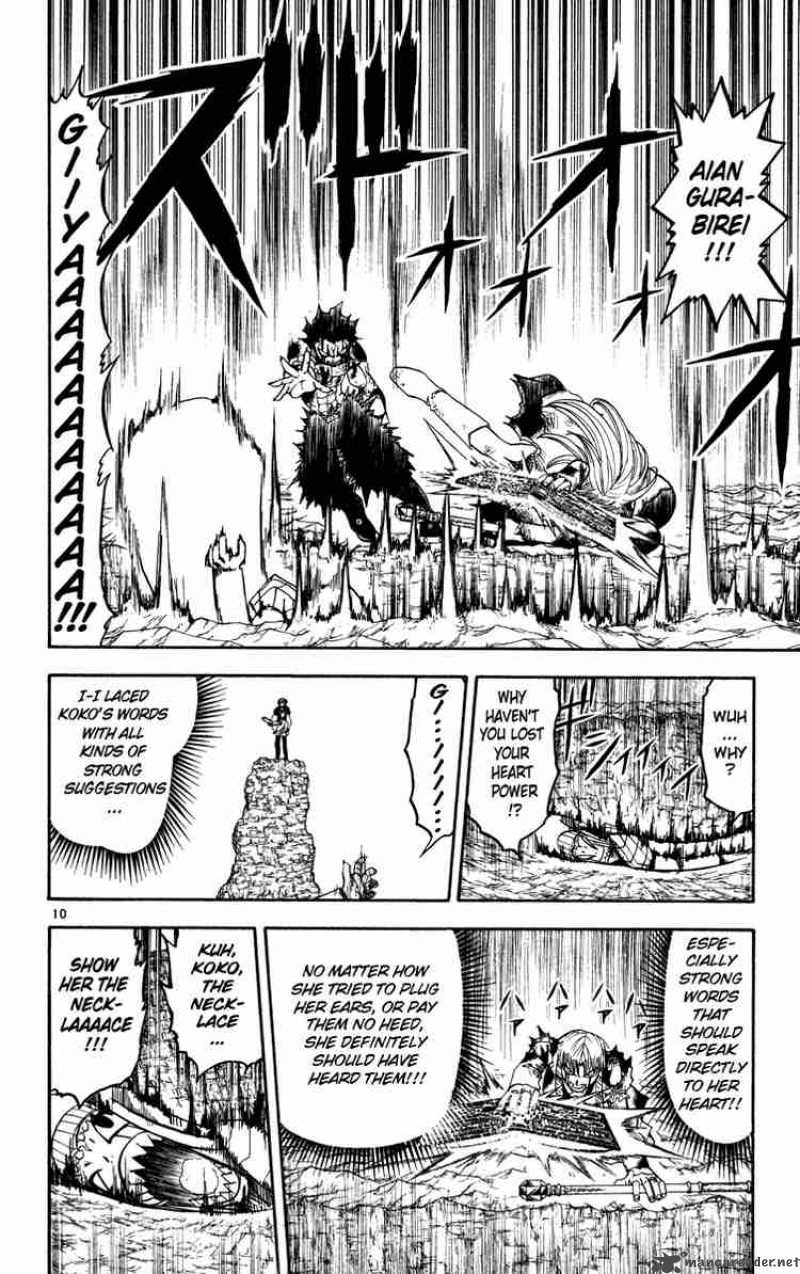 AIAN
GURA-
BIREI
!!!
ズド
GIIYAAAAAAAAAAAAA!!!
WUH
... WHY
?
WHY
HAVEN'T
YOU LOST
YOUR
HEART
POWER
!?
GI...IIII...
I-I LACED
KOKO'S WORDS
WITH ALL
KINDS OF
STRONG
SUGGESTIONS
...
10
ESPE-
CIALLY
STRONG
WORDS
THAT
SHOULD
SPEAK
DIRECTLY
TO HER
HEART!!
NO MATTER HOW
SHE TRIED TO PLUG
HER EARS, OR PAY
THEM NO HEED,
SHE DEFINITELY
SHOULD HAVE
HEARD THEM!!!
KUH,
KOKO,
THE
NECK-
LACE
...
SHOW
HER THE
NECK-
LAAAACE
!!!
mangareader.net